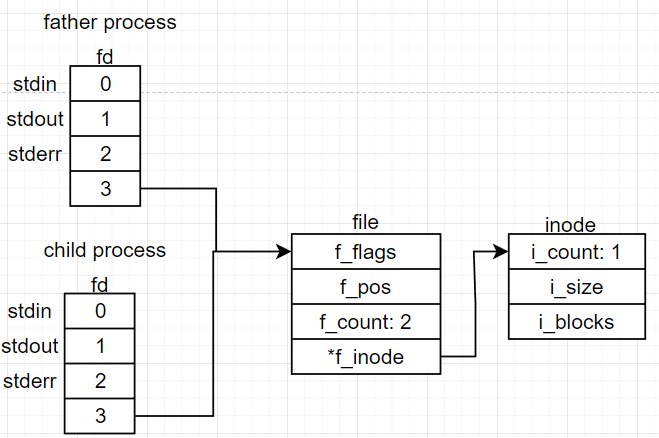 father process
fd
stdin 0
stdout 1
stderr 2
3
child process
fd
stdin 0
stdout 1
stderr 2
3
file
f_flags
f_pos
f_count: 2
*f_inode
inode
i_count: 1
i_size
i_blocks